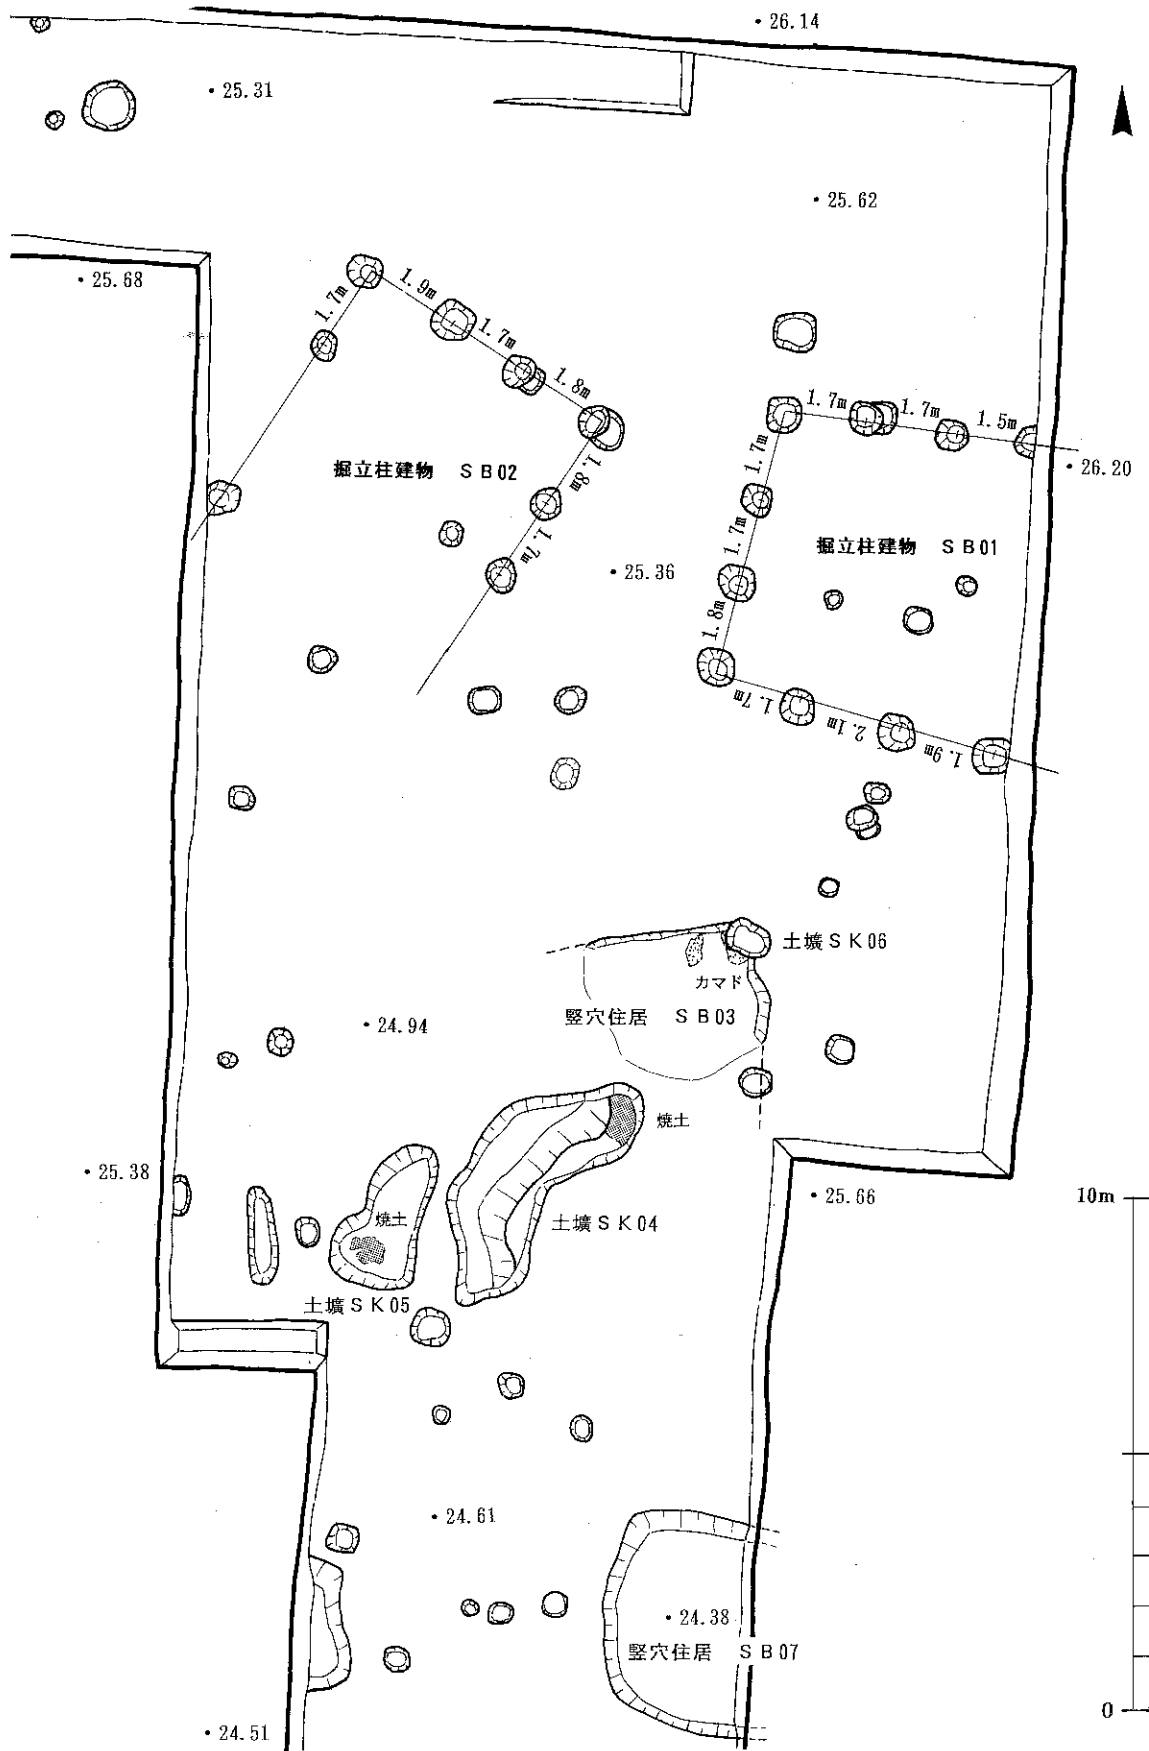 26.14
25.31
25.62
25.68
1.9m
1.7m
1.7m
1.8m
1.7m
1.7m
1.5m
1.7m
26.20
掘立柱建物 SB02
1.8m
1.7m
1.7m
掘立柱建物 SB01
25.36
1.8m
1.7m
2.1m
1.9m
土壙SK06
カマド
竪穴住居 SB03
24.94
焼土
25.38
25.66
10m
焼土
土壙SK04
土壙SK05
24.61
24.38
竪穴住居 SB07
0
24.51